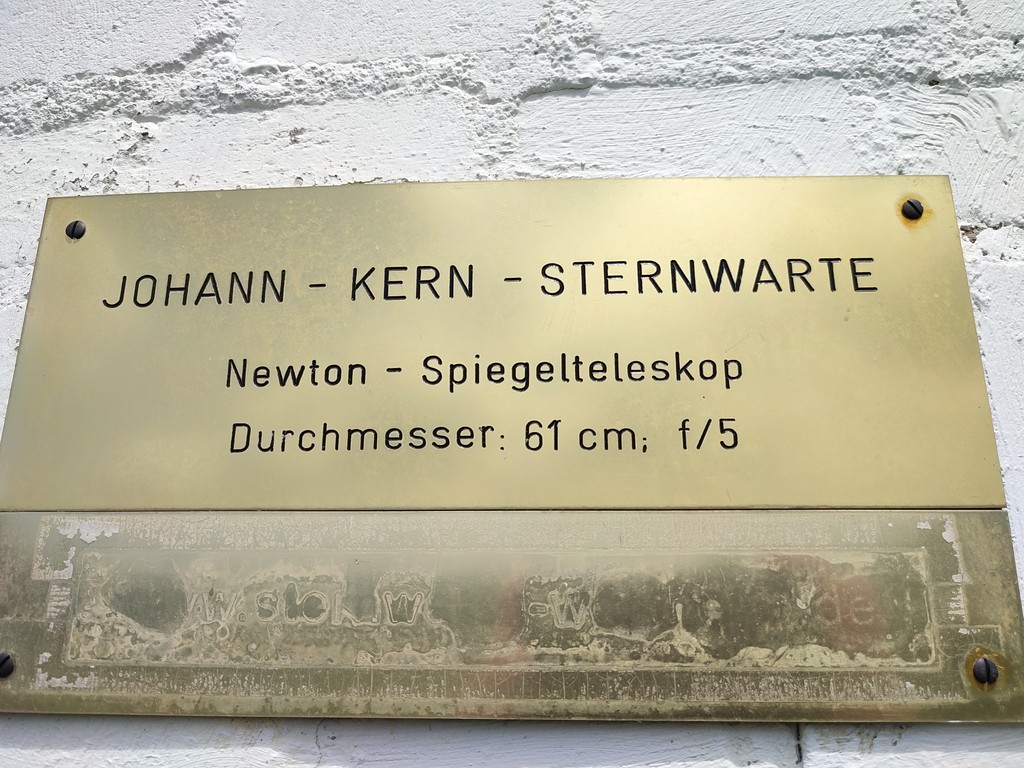 JOHANN - KERN - STERNWARTE
Newton - Spiegelteleskop
Durchmesser: 61 cm; f/5